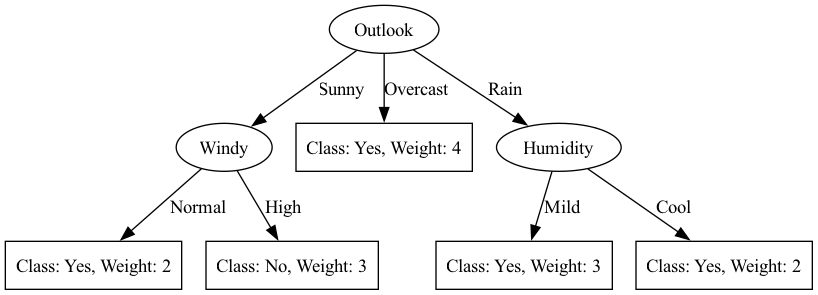 Outlook
Sunny
Overcast
Rain
Windy
Class: Yes, Weight: 4
Humidity
Normal
High
Mild
Cool
Class: Yes, Weight: 2
Class: No, Weight: 3
Class: Yes, Weight: 3
Class: Yes, Weight: 2